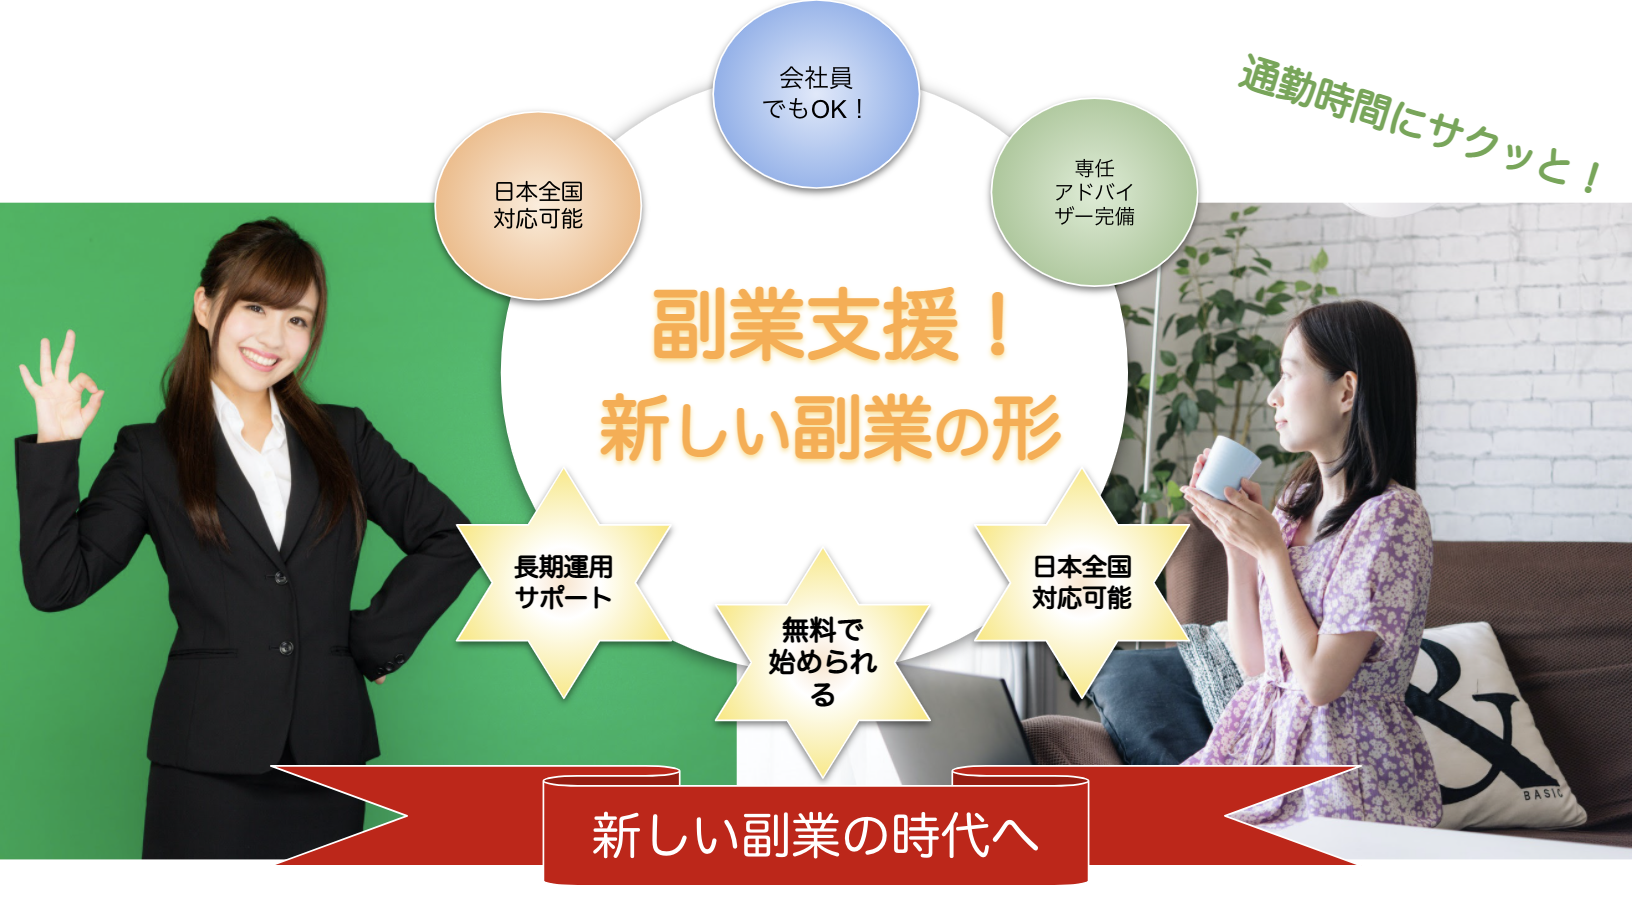 会社員
でもOK！
通勤時間にサクッと！
日本全国
対応可能
専任
アドバイ
ザー完備
副業支援！
新しい副業の形
長期運用
サポート
無料で
始められ
る
日本全国
対応可能
&
BASIC
新しい副業の時代へ